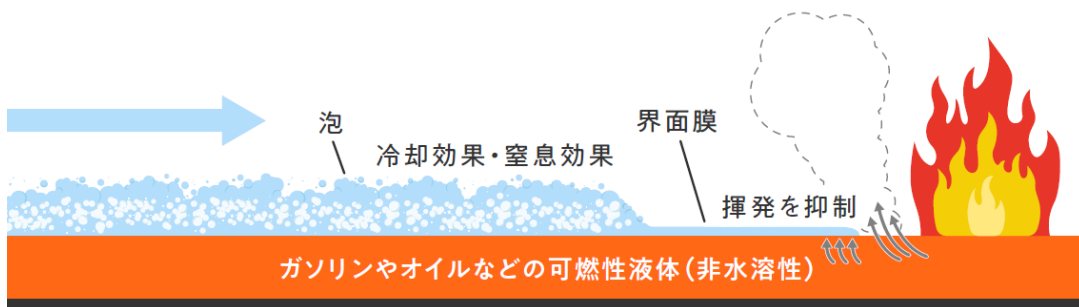 泡
界面膜
冷却効果・窒息効果
揮発を抑制
ガソリンやオイルなどの可燃性液体(非水溶性)